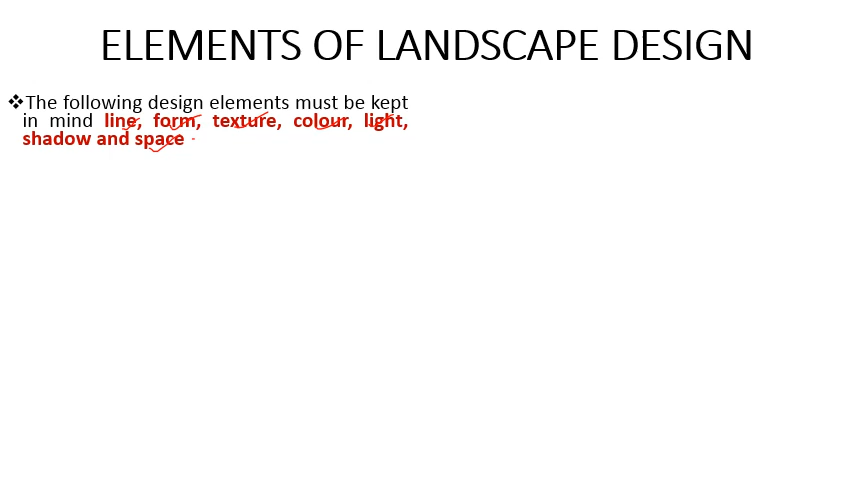 ELEMENTS OF LANDSCAPE DESIGN
❖The following design elements must be kept
in mind line, form, texture, colour, light,
shadow and space